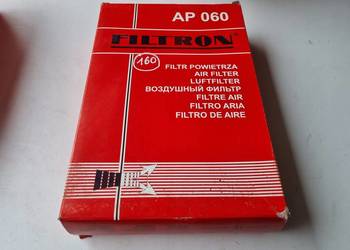 AP 060
FILTRON
160
FILTR POWIETRZA
AIR FILTER
LUFTFILTER
ВОЗДУШНЫЙ ФИЛЬТР
FILTRE AIR
FILTRO ARIA
FILTRO DE AIRE